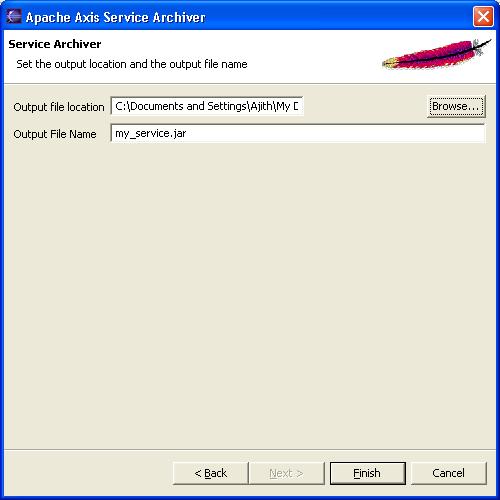 Apache Axis Service Archiver
Service Archiver
Set the output location and the output file name
Output file location C:\Documents and Settings\Ajith\My D Browse...
Output File Name my_service.jar
< Back Next > Finish Cancel